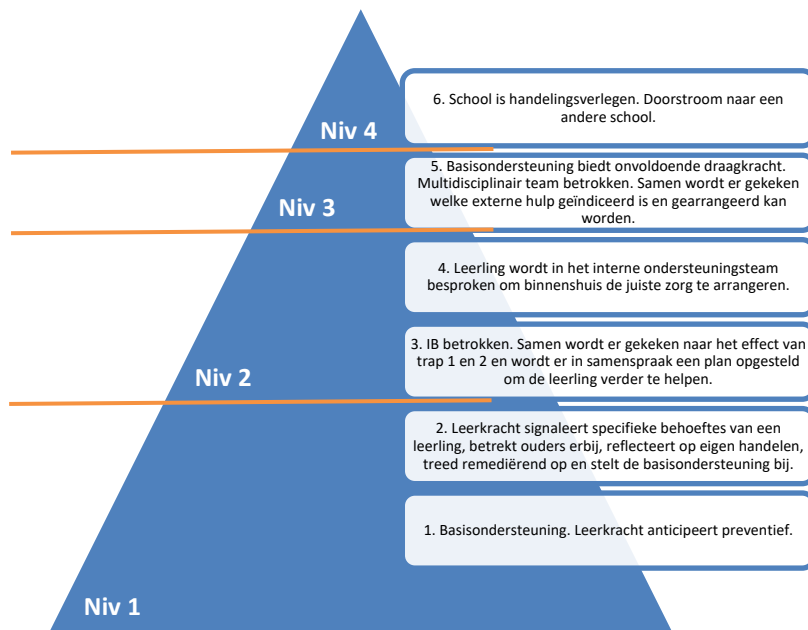 6. School is handelingsverlegen. Doorstroom naar een
andere school.
Niv 4
5. Basisondersteuning biedt onvoldoende draagkracht.
Multidisciplinair team betrokken. Samen wordt er gekeken
welke externe hulp geïndiceerd is en gearrangeerd kan
worden.
Niv 3
4. Leerling wordt in het interne ondersteuningsteam
besproken om binnenshuis de juiste zorg te arrangeren.
3. IB betrokken. Samen wordt er gekeken naar het effect van
trap 1 en 2 en wordt er in samenspraak een plan opgesteld
om de leerling verder te helpen.
Niv 2
2. Leerkracht signaleert specifieke behoeftes van een
leerling, betrekt ouders erbij, reflecteert op eigen handelen,
treed remediërend op en stelt de basisondersteuning bij.
1. Basisondersteuning. Leerkracht anticipeert preventief.
Niv 1